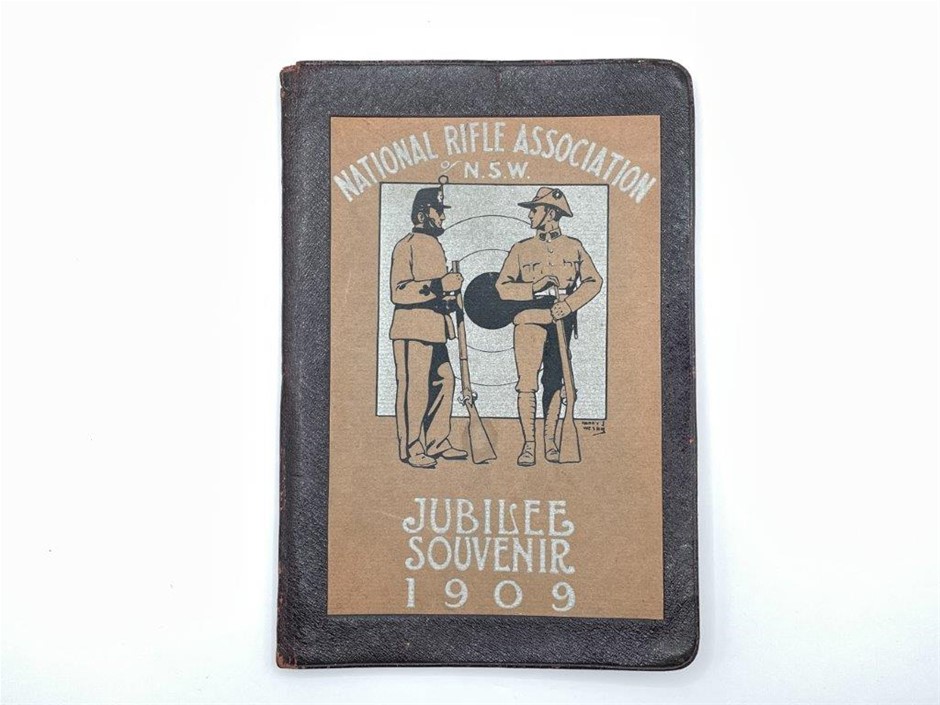 NATIONAL RIFLE ASSOCIATION
of N.S.W.
JUBILEE
SOUVENIR
1909